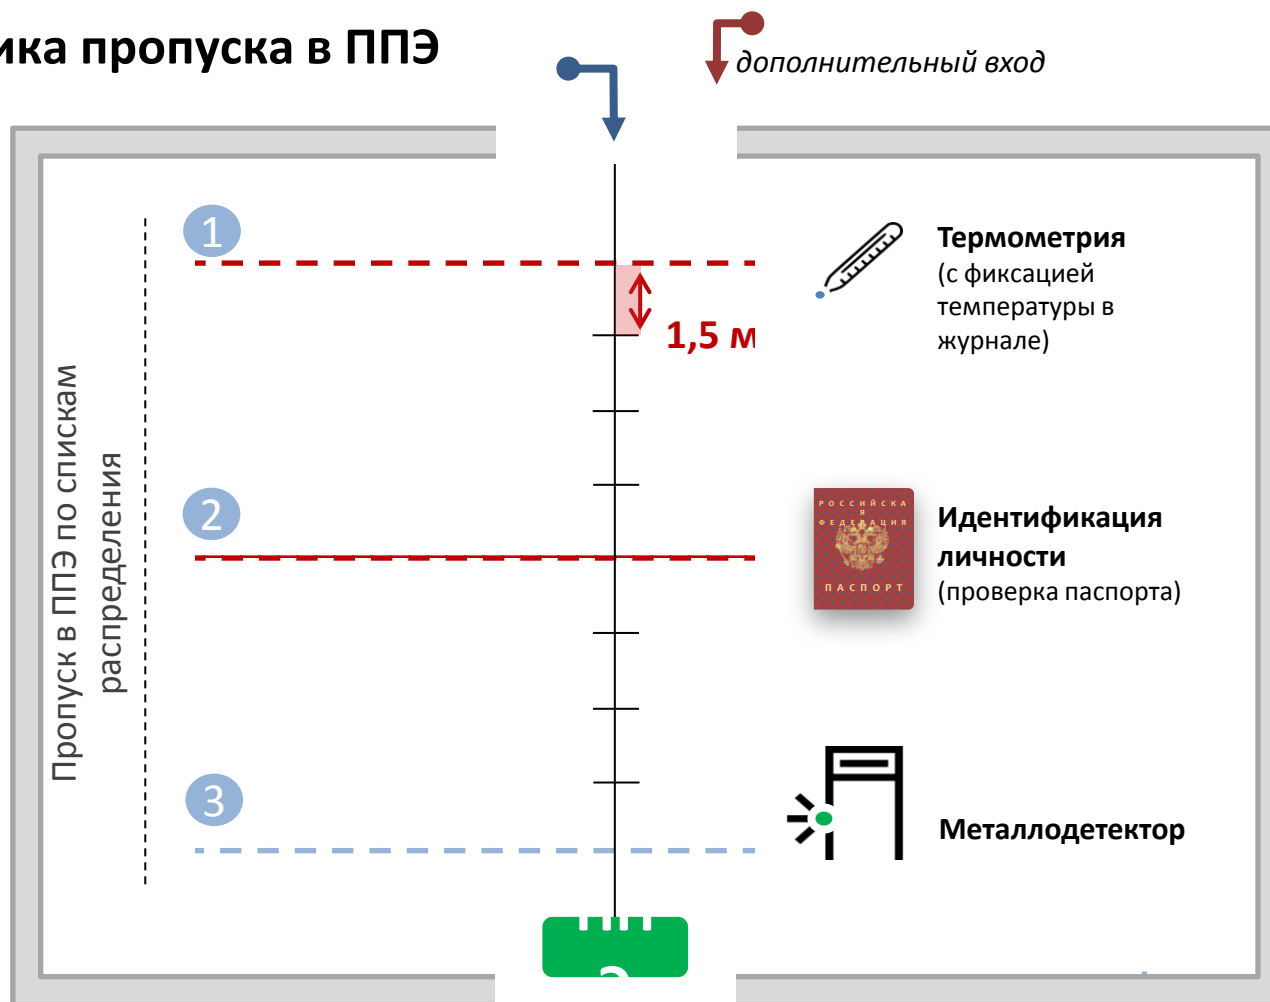 ика пропуска в ППЭ
дополнительный вход
1
Термометрия
(с фиксацией
температуры в
журнале)
1,5 м
Пропуск в ППЭ по спискам
распределения
2
РОССИЙСКА
Я
ФЕДЕРАЦИЯ
ПАСПОРТ
Идентификация
личности
(проверка паспорта)
3
Металлодетектор